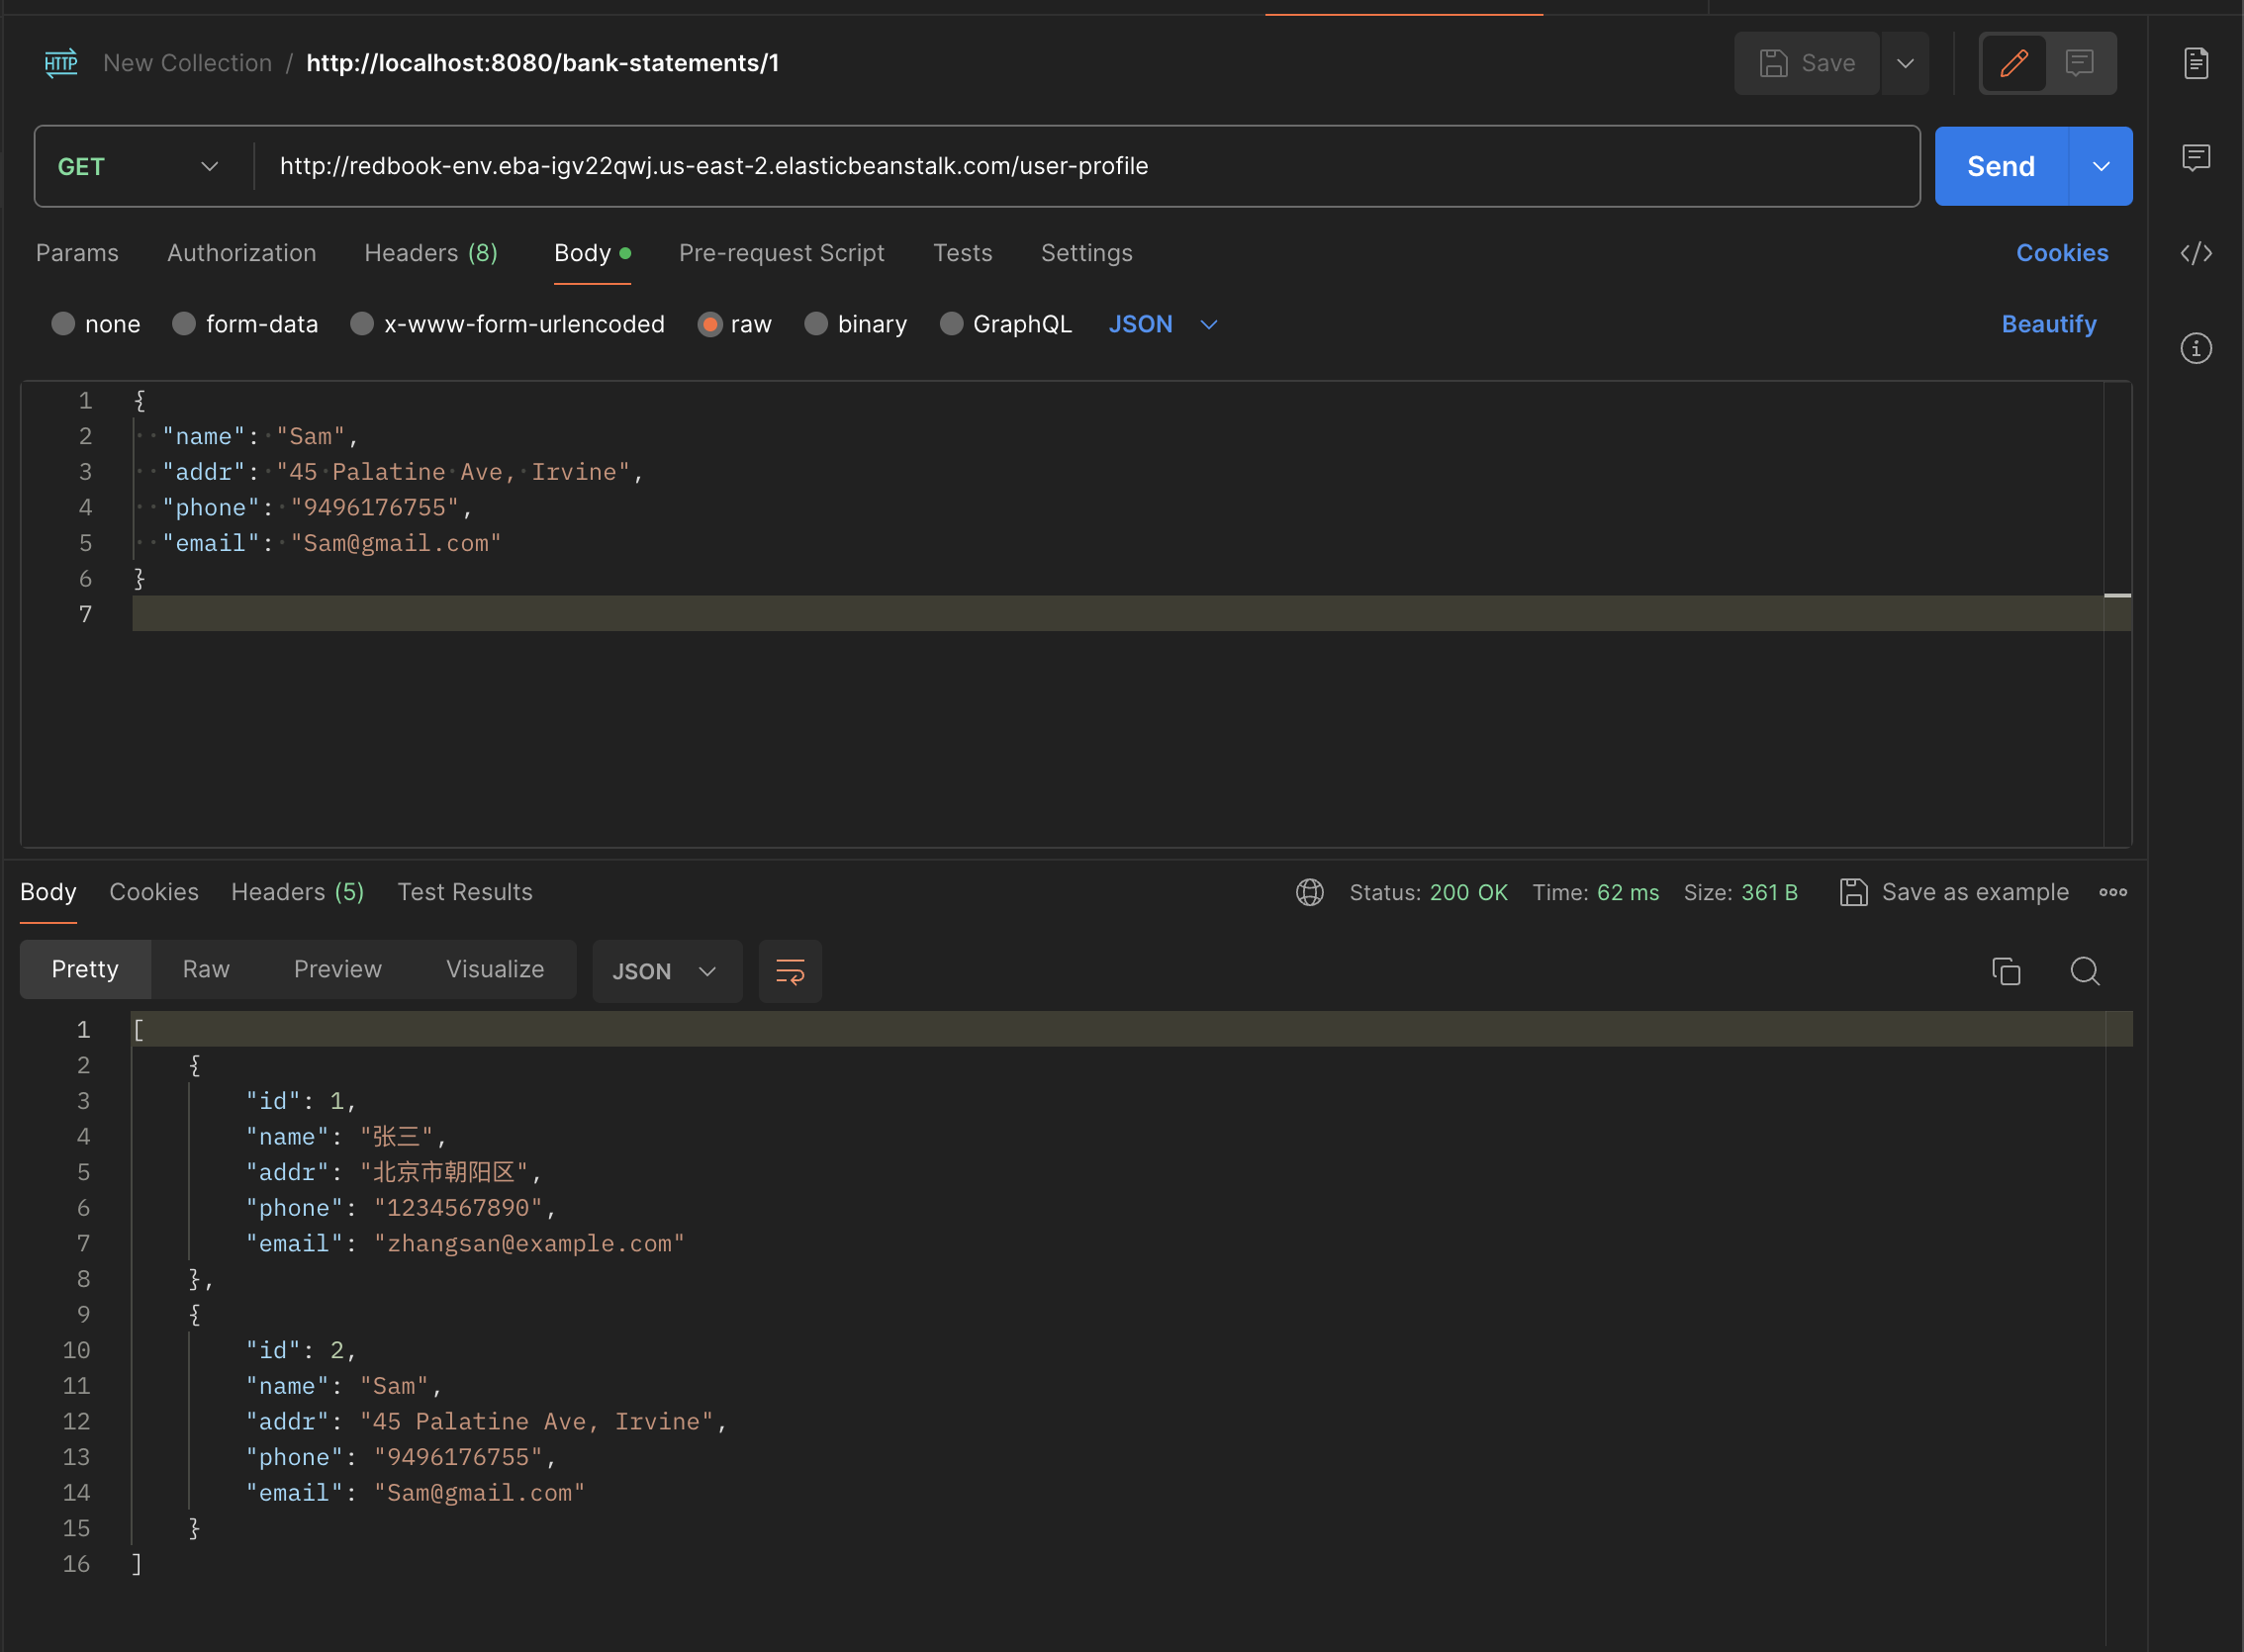 HTTP New Collection / http://localhost:8080/bank-statements/1 Save
GET http://redbook-env.eba-igv22qwj.us-east-2.elasticbeanstalk.com/user-profile Send
Params Authorization Headers (8) Body Pre-request Script Tests Settings Cookies
none form-data x-www-form-urlencoded raw binary GraphQL JSON Beautify
1 {
2 "name": "Sam",
3 "addr": "45 Palatine Ave, Irvine",
4 "phone": "9496176755",
5 "email": "Sam@gmail.com"
6 }
7
Body Cookies Headers (5) Test Results Status: 200 OK Time: 62 ms Size: 361 B Save as example
Pretty Raw Preview Visualize JSON
1 [
2 {
3 "id": 1,
4 "name": "张三",
5 "addr": "北京市朝阳区",
6 "phone": "1234567890",
7 "email": "zhangsan@example.com"
8 },
9 {
10 "id": 2,
11 "name": "Sam",
12 "addr": "45 Palatine Ave, Irvine",
13 "phone": "9496176755",
14 "email": "Sam@gmail.com"
15 }
16 ]